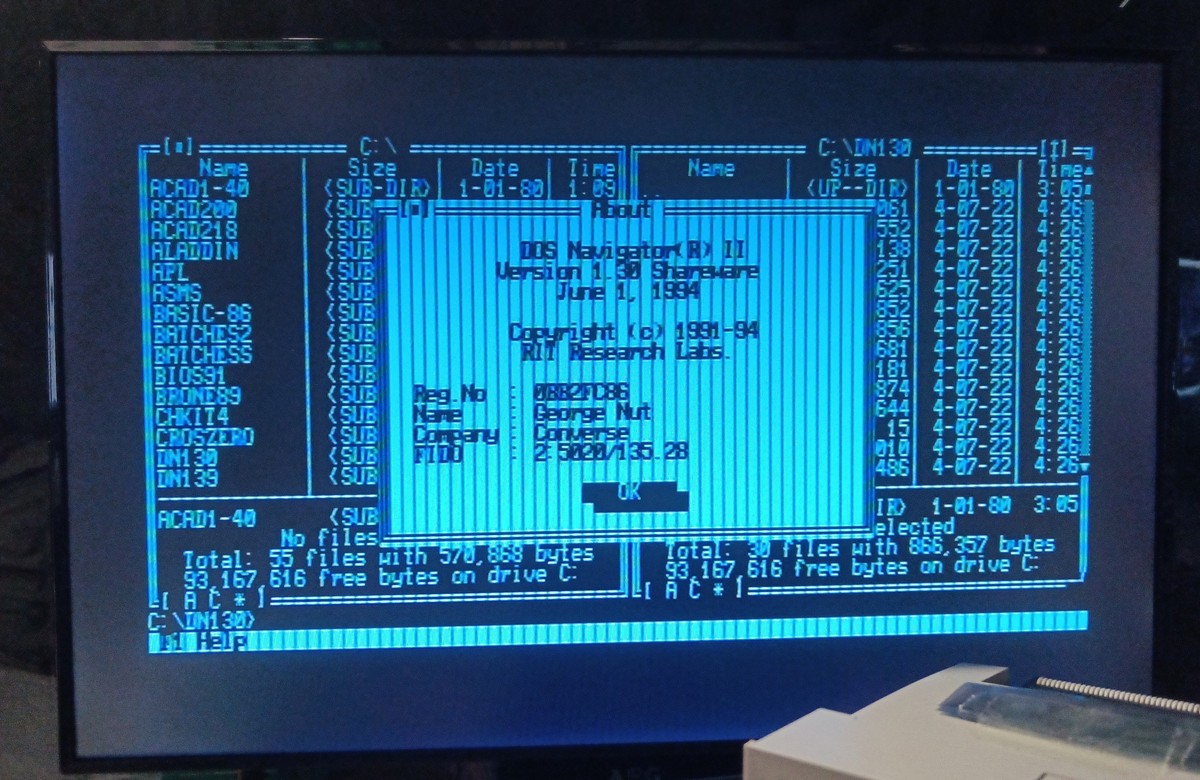 C:\
C:\DN130
Name Size Date Time Name Size Date Time
ACAD1-40 <SUB-DIR> 1-01-80 1:09 .. <UP--DIR> 1-01-80 3:05
ACAD200 <SUB About 061 4-07-22 4:26
ACAD218 <SUB 552 4-07-22 4:26
ALADDIN <SUB DOS Navigator(R) II 138 4-07-22 4:26
APL <SUB Version 1.30 Shareware 251 4-07-22 4:26
ASMS <SUB June 1, 1994 625 4-07-22 4:26
BASIC-86 <SUB 852 4-07-22 4:26
BATCHES2 <SUB Copyright (c) 1991-94 856 4-07-22 4:26
BATCHESS <SUB RIT Research Labs. 681 4-07-22 4:26
BIOS91 <SUB 181 4-07-22 4:26
BROND89 <SUB Reg.No : 874 4-07-22 4:26
CHKIT4 <SUB Name : George Nut 644 4-07-22 4:26
CROSZERO <SUB Company : Converse 15 4-07-22 4:26
DN130 <SUB FIDO : 2:5020/135.28 010 4-07-22 4:26
DN139 <SUB 486 4-07-22 4:26
OK
ACAD1-40 <SUB IR> 1-01-80 3:05
No files elected
Total: 55 files with 570,868 bytes Total: 30 files with 866,357 bytes
93,167,616 free bytes on drive C: 93,167,616 free bytes on drive C:
[ A C * ] [ A C * ]
C:\DN130>
F1 Help